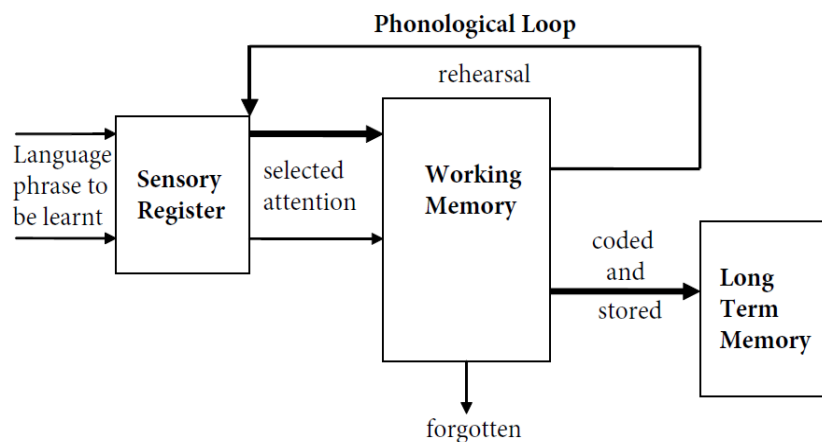 Phonological Loop
rehearsal
Language
phrase to
be learnt
Sensory
Register
selected
attention
Working
Memory
coded
and
stored
Long
Term
Memory
forgotten